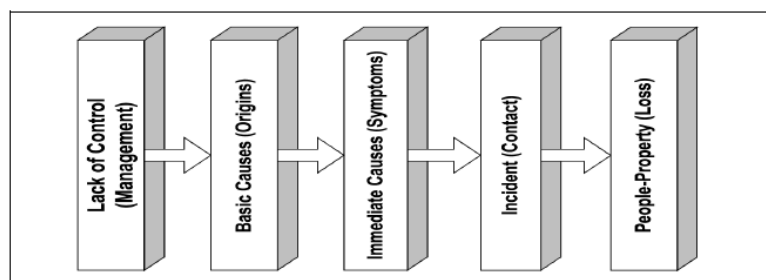 Lack of Control
(Management)
Basic Causes (Origins)
Immediate Causes (Symptoms)
Incident (Contact)
People-Property (Loss)